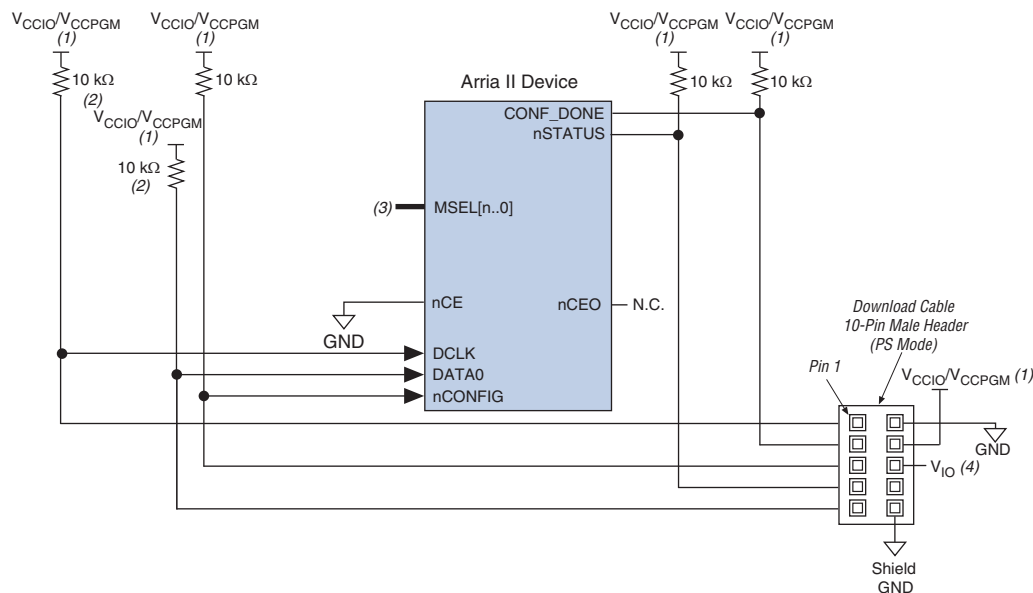 VCCIO/VCCPGM
(1)
10 kΩ
(2)
VCCIO/VCCPGM
(1)
10 kΩ
VCCIO/VCCPGM
(1)
10 kΩ
(2)
VCCIO/VCCPGM
(1)
10 kΩ
VCCIO/VCCPGM
(1)
10 kΩ
Arria II Device
CONF_DONE
nSTATUS
(3)
MSEL[n..0]
nCE
nCEO
N.C.
GND
DCLK
DATA0
nCONFIG
Download Cable
10-Pin Male Header
(PS Mode)
Pin 1
VCCIO/VCCPGM (1)
GND
VIO (4)
Shield
GND